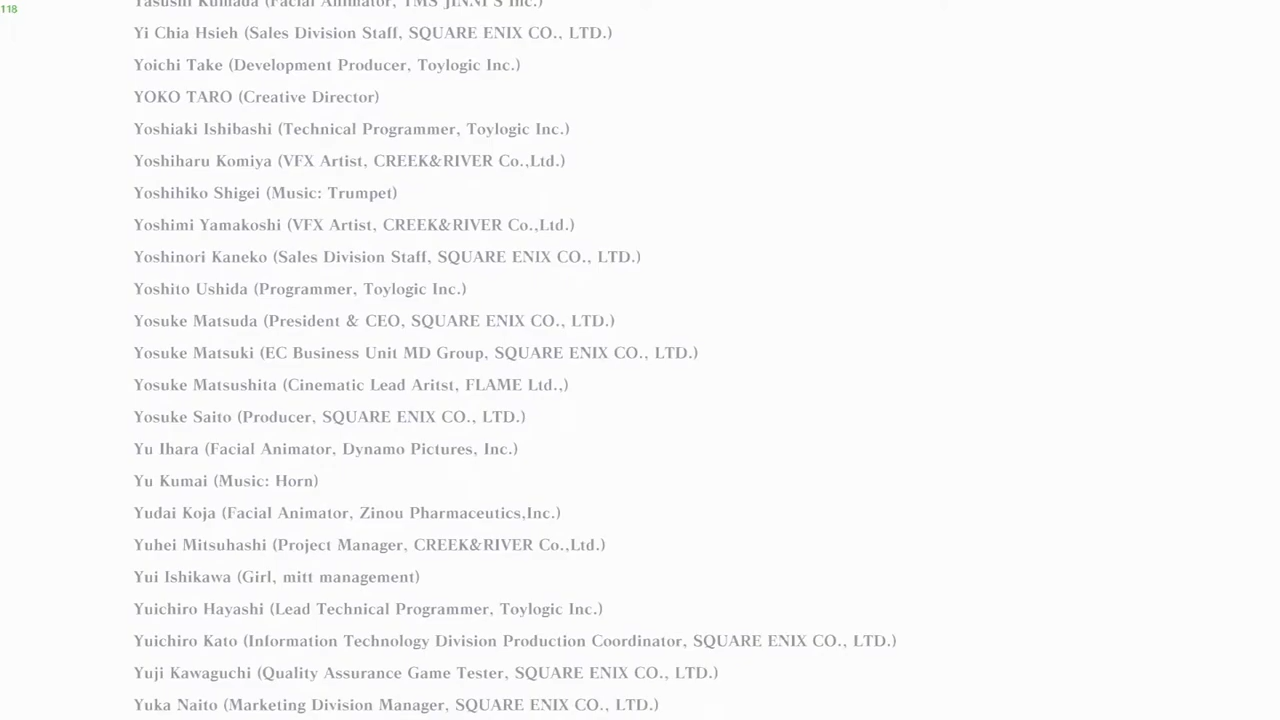 118
Yasushi Kumada (Facial Animator, TMS JINNI'S Inc.)
Yi Chia Hsieh (Sales Division Staff, SQUARE ENIX CO., LTD.)
Yoichi Take (Development Producer, Toylogic Inc.)
YOKO TARO (Creative Director)
Yoshiaki Ishibashi (Technical Programmer, Toylogic Inc.)
Yoshiharu Komiya (VFX Artist, CREEK&RIVER Co.,Ltd.)
Yoshihiko Shigei (Music: Trumpet)
Yoshimi Yamakoshi (VFX Artist, CREEK&RIVER Co.,Ltd.)
Yoshinori Kaneko (Sales Division Staff, SQUARE ENIX CO., LTD.)
Yoshito Ushida (Programmer, Toylogic Inc.)
Yosuke Matsuda (President & CEO, SQUARE ENIX CO., LTD.)
Yosuke Matsuki (EC Business Unit MD Group, SQUARE ENIX CO., LTD.)
Yosuke Matsushita (Cinematic Lead Aritst, FLAME Ltd.,)
Yosuke Saito (Producer, SQUARE ENIX CO., LTD.)
Yu Ihara (Facial Animator, Dynamo Pictures, Inc.)
Yu Kumai (Music: Horn)
Yudai Koja (Facial Animator, Zinou Pharmaceutics,Inc.)
Yuhei Mitsuhashi (Project Manager, CREEK&RIVER Co.,Ltd.)
Yui Ishikawa (Girl, mitt management)
Yuichiro Hayashi (Lead Technical Programmer, Toylogic Inc.)
Yuichiro Kato (Information Technology Division Production Coordinator, SQUARE ENIX CO., LTD.)
Yuji Kawaguchi (Quality Assurance Game Tester, SQUARE ENIX CO., LTD.)
Yuka Naito (Marketing Division Manager, SQUARE ENIX CO., LTD.)